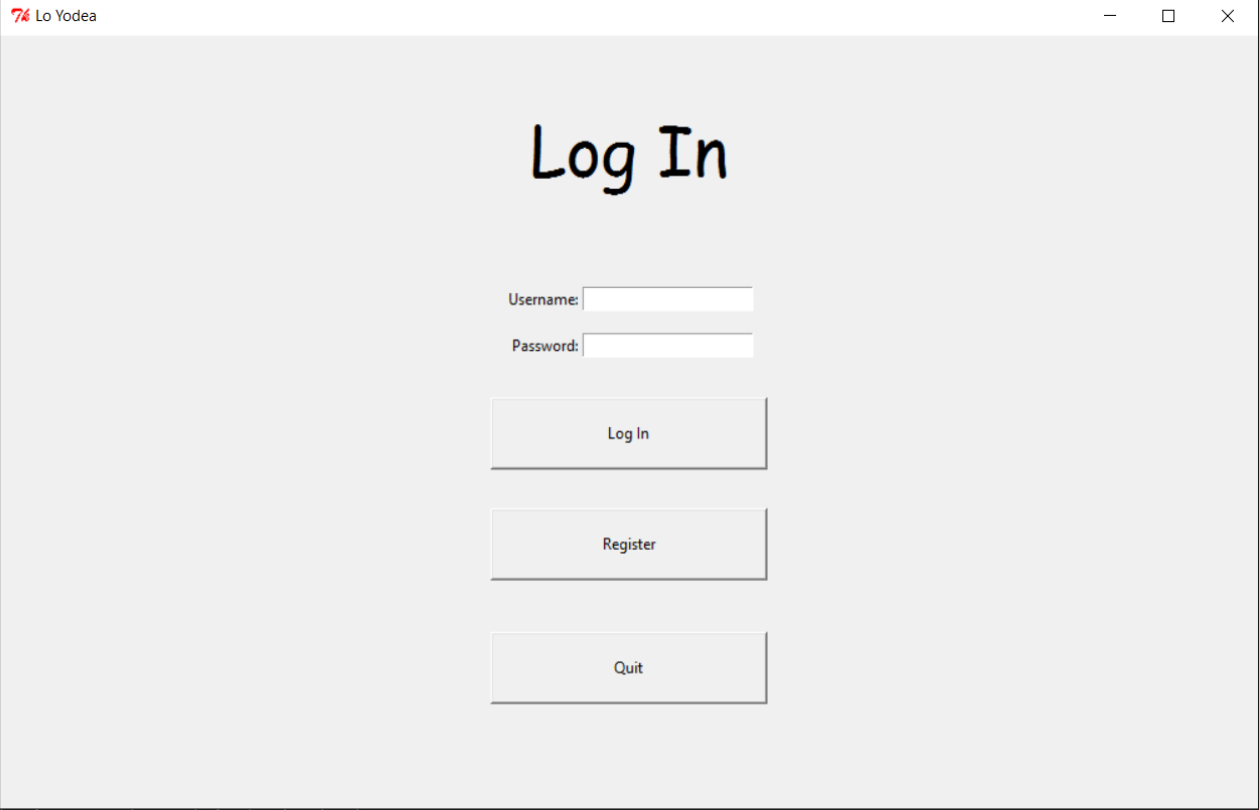 Lo Yodea
Log In
Username:
Password:
Log In
Register
Quit